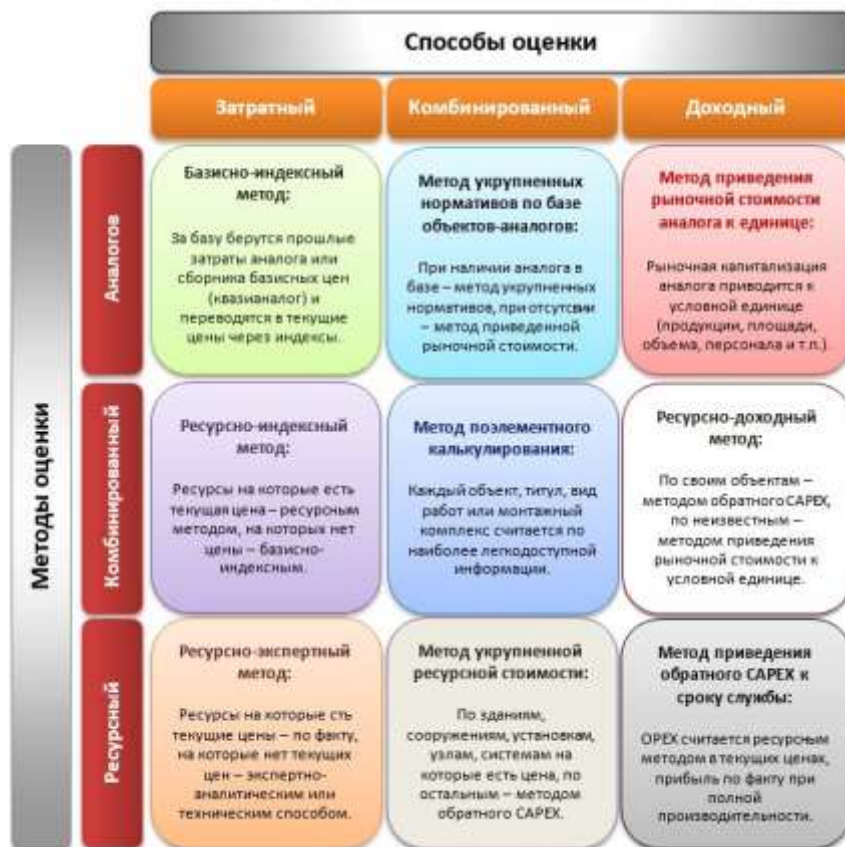 Способы оценки
Затратный
Комбинированный
Доходный
Методы оценки
Аналогов
Базисно-индексный
метод:
За базу берутся прошлые
затраты аналога или
сборника базисных цен
(квазианалог) и
переводятся в текущие
цены через индексы.
Метод укрупненных
нормативов по базе
объектов-аналогов:
При наличии аналога в
базе – метод укрупненных
нормативов, при отсутсвии
– метод приведенной
рыночной стоимости.
Метод приведения
рыночной стоимости
аналога к единице:
Рыночная капитализация
аналога приводится к
условной единице
(продукции, площади,
объема, персонала и т.п.)
Комбинированный
Ресурсно-индексный
метод:
Ресурсы на которые есть
текущая цена – ресурсным
методом, на которых нет
цены – базисно-
индексным.
Метод поэлементного
калькулирования:
Каждый объект, титул, вид
работ или монтажный
комплекс считается по
наиболее легкодоступной
информации.
Ресурсно-доходный
метод:
По своим объектам –
методом обратного CAPEX,
по неизвестным –
методом приведения
рыночной стоимости к
условной единице.
Ресурсный
Ресурсно-экспертный
метод:
Ресурсы на которые сть
текущие цены – по факту,
на которые нет текущих
цен – экспертно-
аналитическим или
техническим способом.
Метод укрупненной
ресурсной стоимости:
По зданиям,
сооружениям, установкам,
узлам, системам на
которые есть цена, по
остальным – методом
обратного CAPEX.
Метод приведения
обратного CAPEX к
сроку службы:
OPEX считается ресурсным
методом в текущих ценах,
прибыль по факту при
полной
производительности.